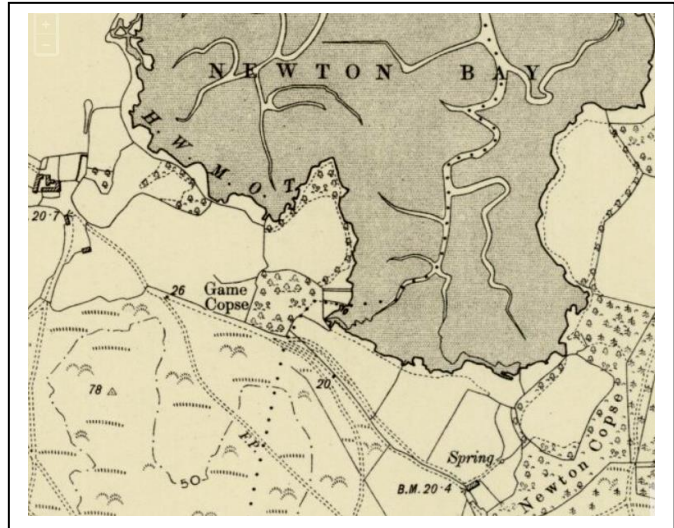 NEWTON BAY
H. W. M. O. T.
. 20·7
26
Game
Copse
78
20
F.P.
50
Spring
B.M. 20·4
Newton Copse